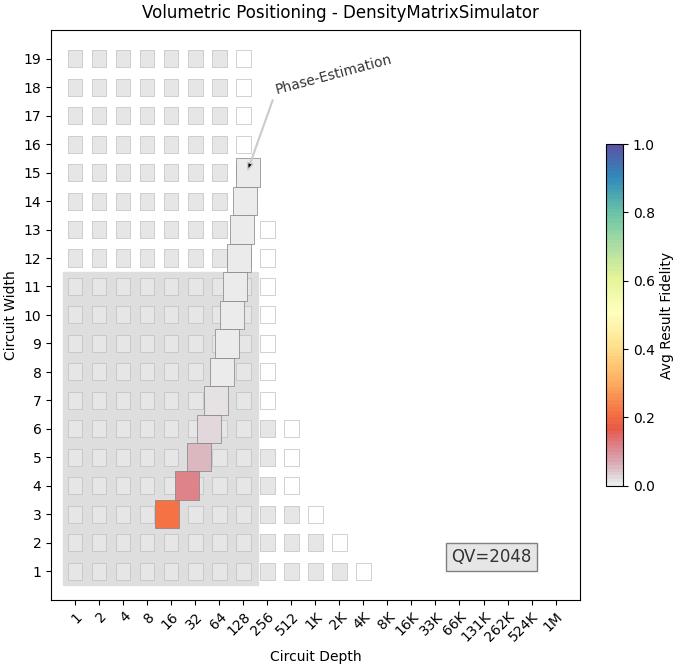 Volumetric Positioning - DensityMatrixSimulator
Phase-Estimation
Circuit Width
19
18
17
16
15
14
13
12
11
10
9
8
7
6
5
4
3
2
1
QV=2048
1
2
4
8
16
32
64
128
256
512
1K
2K
4K
8K
16K
33K
66K
131K
262K
524K
1M
Circuit Depth
1.0
0.8
0.6
0.4
0.2
0.0
Avg Result Fidelity